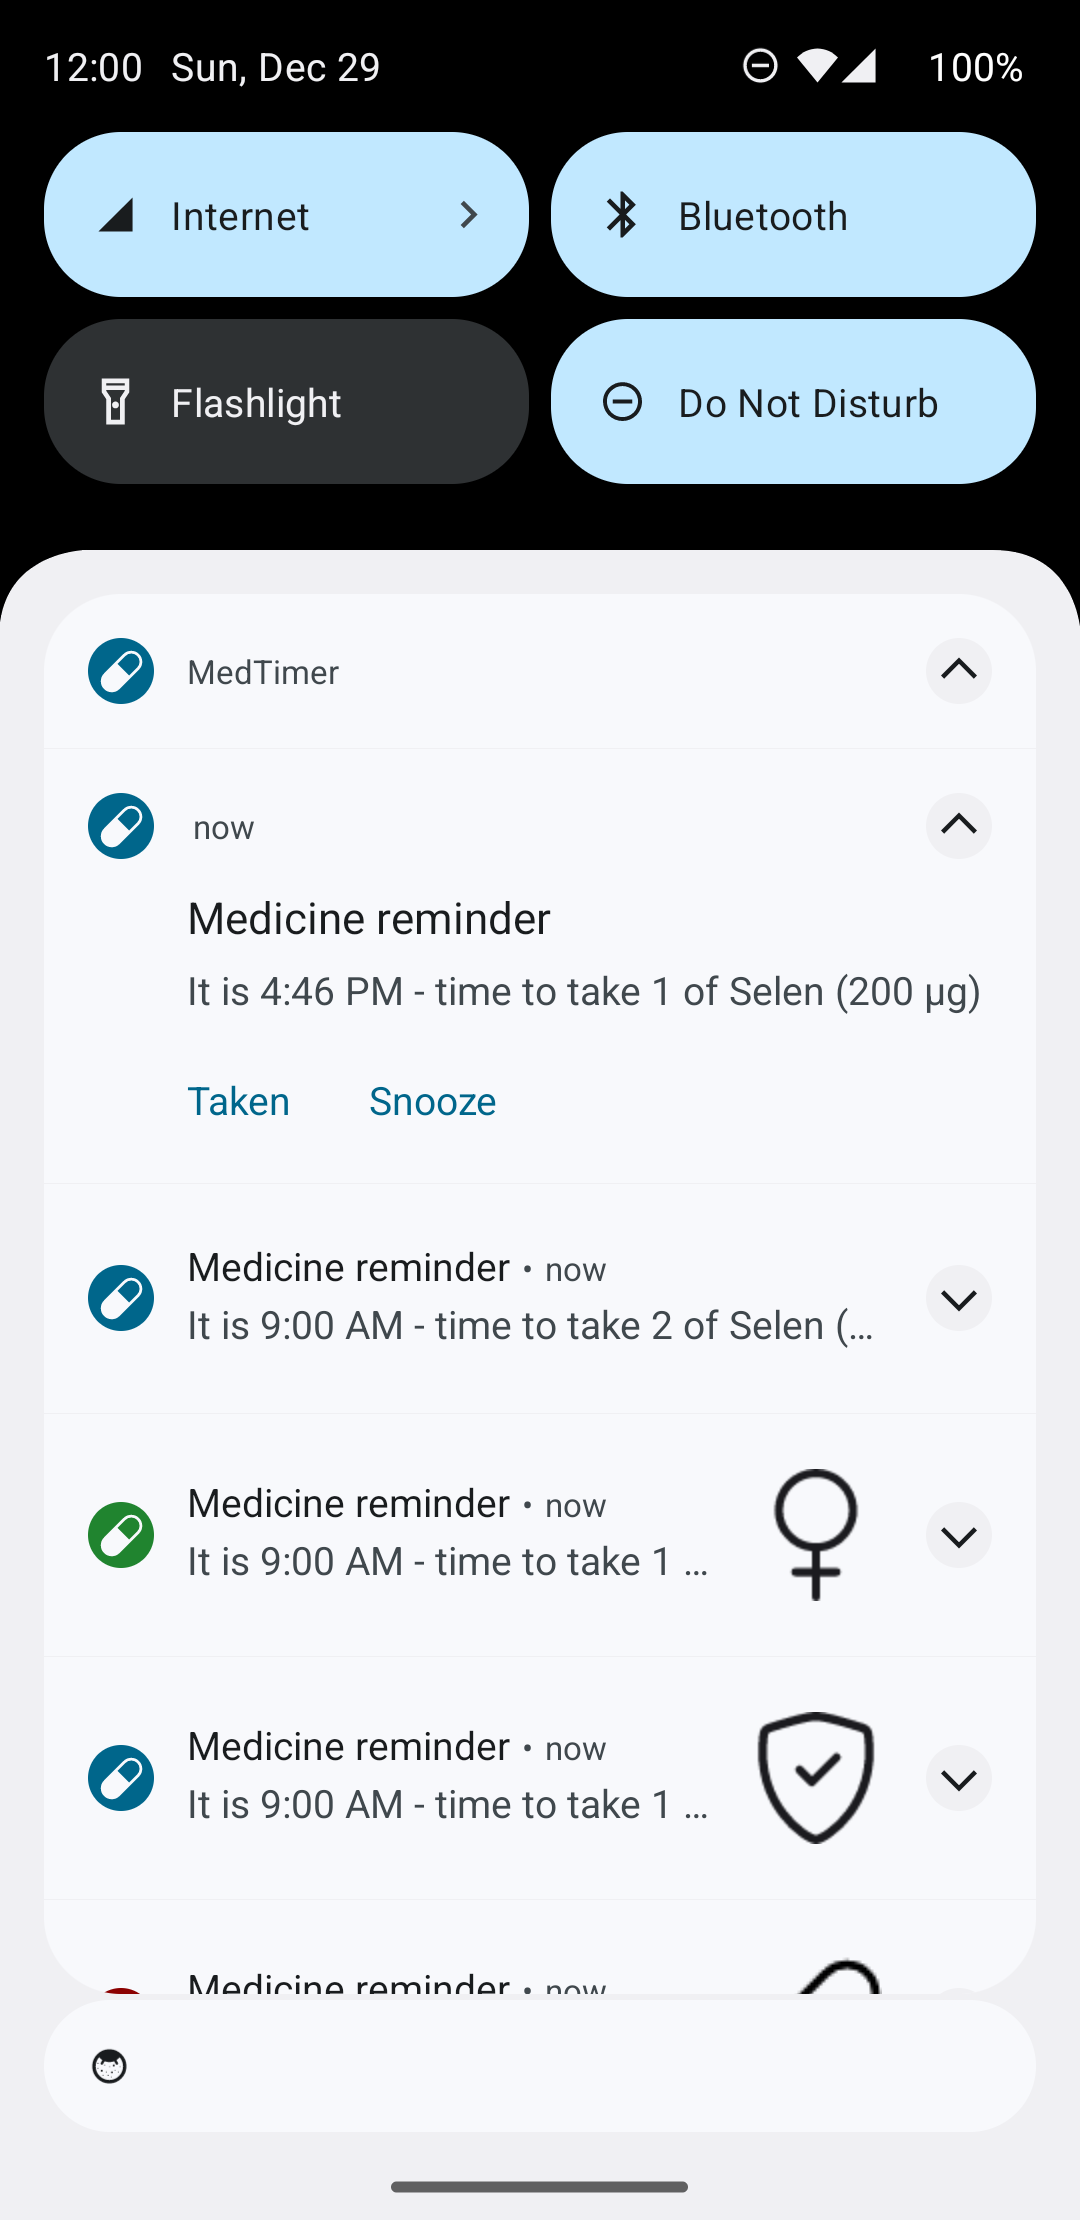 12:00 Sun, Dec 29 100%
Internet
Bluetooth
Flashlight
Do Not Disturb
MedTimer
now
Medicine reminder
It is 4:46 PM - time to take 1 of Selen (200 µg)
Taken Snooze
Medicine reminder • now
It is 9:00 AM - time to take 2 of Selen (…
Medicine reminder • now
It is 9:00 AM - time to take 1 …
Medicine reminder • now
It is 9:00 AM - time to take 1 …
Medicine reminder • now